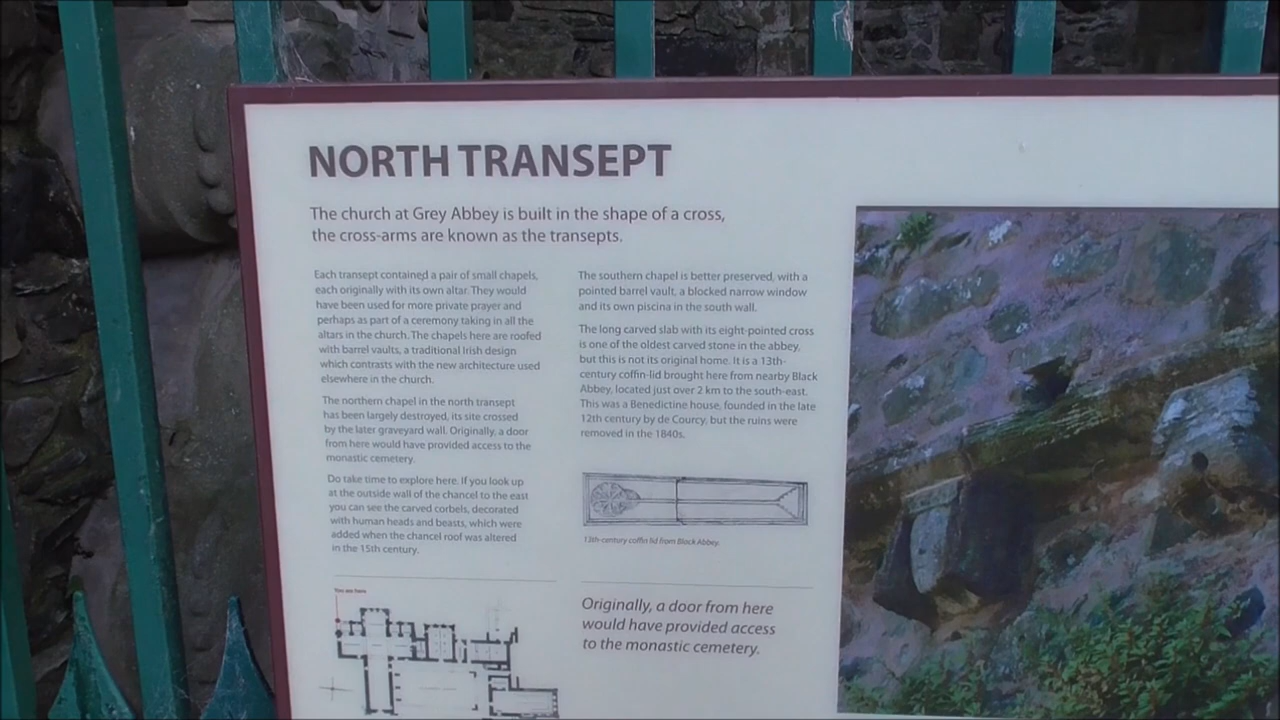 NORTH TRANSEPT
The church at Grey Abbey is built in the shape of a cross,
the cross-arms are known as the transepts.
Each transept contained a pair of small chapels,
each originally with its own altar. They would
have been used for more private prayer and
perhaps as part of a ceremony taking in all the
altars in the church. The chapels here are roofed
with barrel vaults, a traditional Irish design
which contrasts with the new architecture used
elsewhere in the church.
The northern chapel in the north transept
has been largely destroyed, its site crossed
by the later graveyard wall. Originally, a door
from here would have provided access to the
monastic cemetery.
Do take time to explore here. If you look up
at the outside wall of the chancel to the east
you can see the carved corbels, decorated
with human heads and beasts, which were
added when the chancel roof was altered
in the 15th century.
You are here
The southern chapel is better preserved, with a
pointed barrel vault, a blocked narrow window
and its own piscina in the south wall.
The long carved slab with its eight-pointed cross
is one of the oldest carved stone in the abbey,
but this is not its original home. It is a 13th-
century coffin-lid brought here from nearby Black
Abbey, located just over 2 km to the south-east.
This was a Benedictine house, founded in the late
12th century by de Courcy, but the ruins were
removed in the 1840s.
13th-century coffin lid from Black Abbey.
Originally, a door from here
would have provided access
to the monastic cemetery.